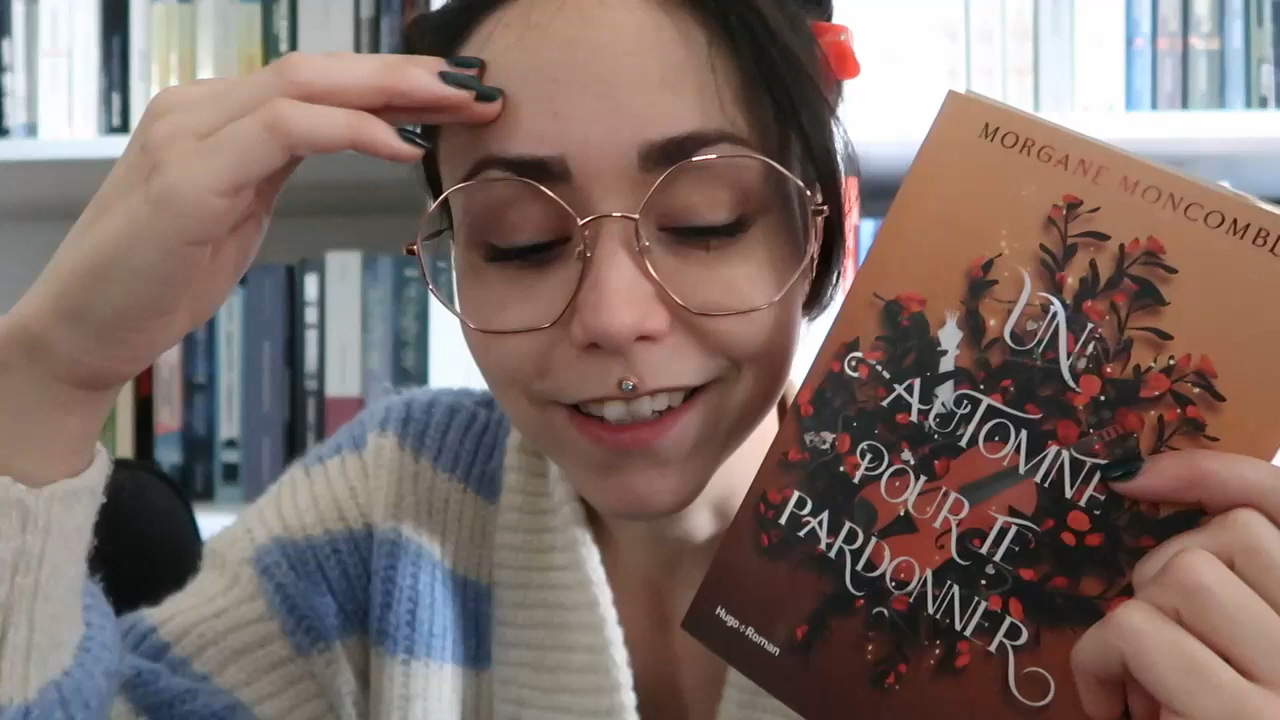 MORGANE MONCOMBL
UN
AUTOMNE
POUR TE
PARDONNER
Hugo+Roman